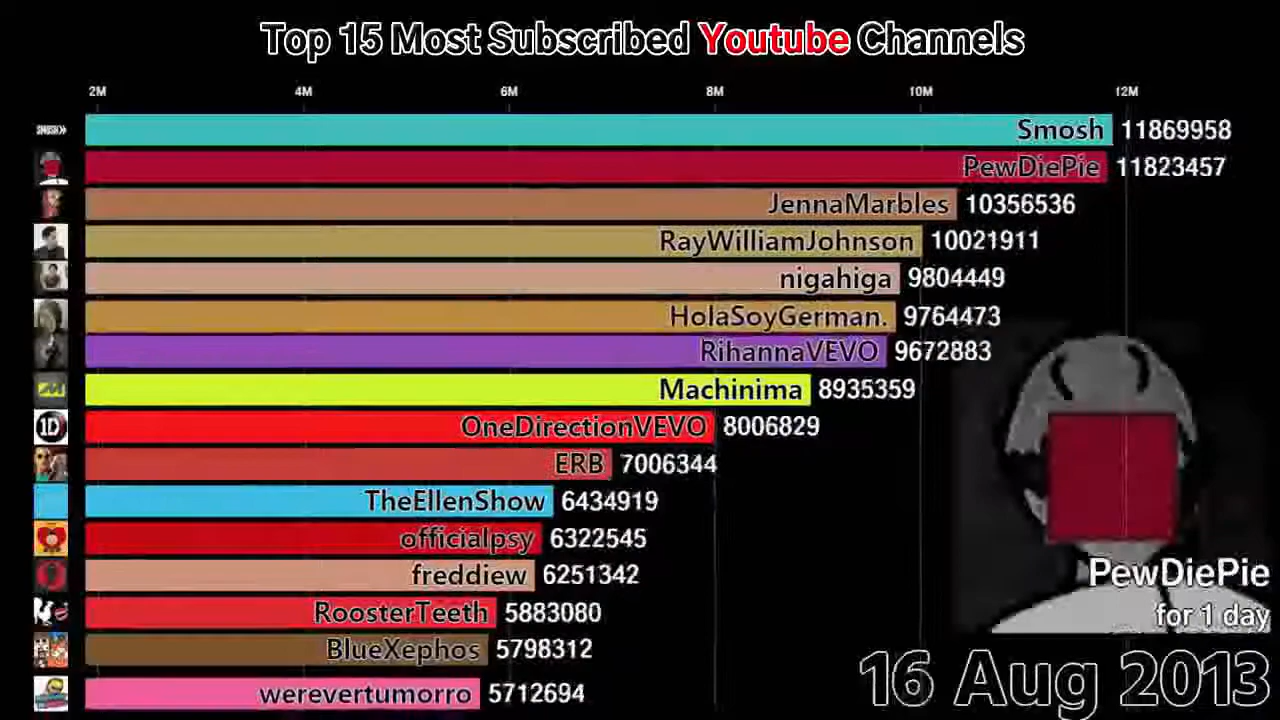 Top 15 Most Subscribed Youtube Channels
2M 4M 6M 8M 10M 12M
SMOSH Smosh 11869958
PewDiePie 11823457
JennaMarbles 10356536
RayWilliamJohnson 10021911
nigahiga 9804449
HolaSoyGerman. 9764473
RihannaVEVO 9672883
Machinima 8935359
1D OneDirectionVEVO 8006829
ERB 7006344
TheEllenShow 6434919
officialpsy 6322545
freddiew 6251342
RoosterTeeth 5883080
BlueXephos 5798312
werevertumorro 5712694
PewDiePie
for 1 day
16 Aug 2013